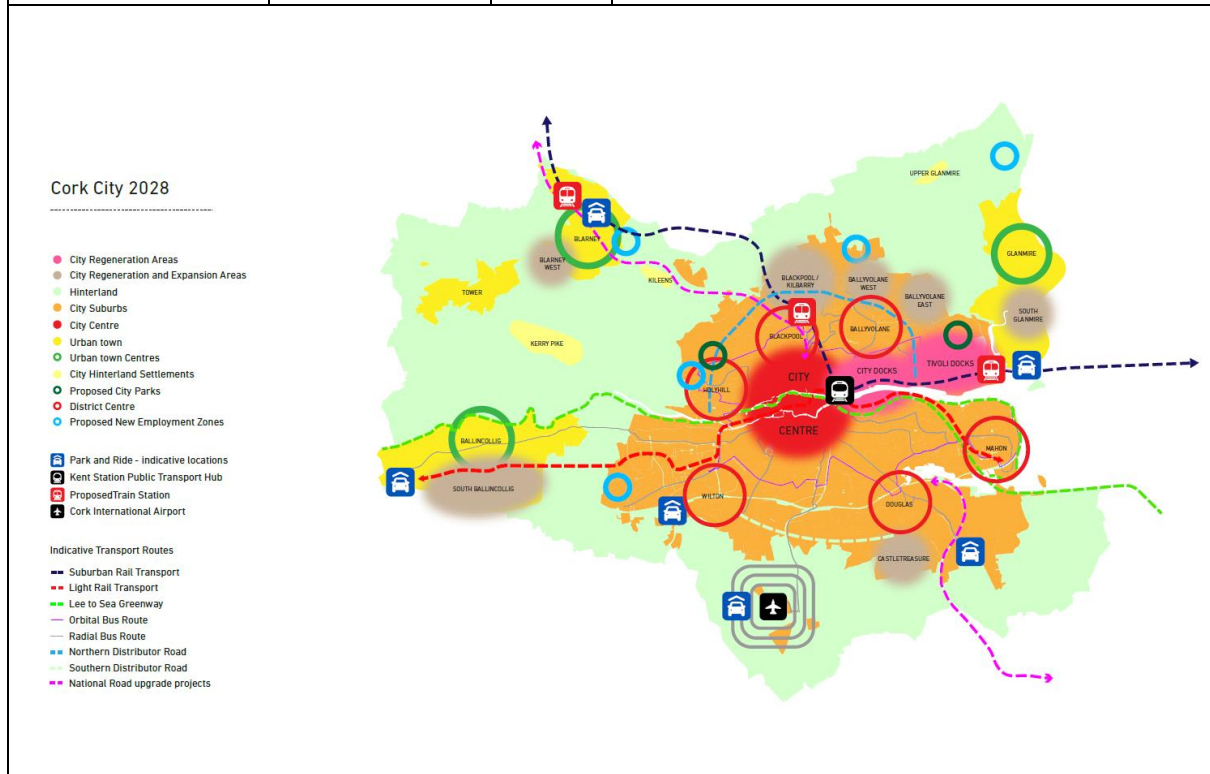 Cork City 2028
City Regeneration Areas
City Regeneration and Expansion Areas
Hinterland
City Suburbs
City Centre
Urban town
Urban town Centres
City Hinterland Settlements
Proposed City Parks
District Centre
Proposed New Employment Zones
Park and Ride - indicative locations
Kent Station Public Transport Hub
ProposedTrain Station
Cork International Airport
Indicative Transport Routes
Suburban Rail Transport
Light Rail Transport
Lee to Sea Greenway
Orbital Bus Route
Radial Bus Route
Northern Distributor Road
Southern Distributor Road
National Road upgrade projects
UPPER GLANMIRE
BLARNEY
BLARNEY
WEST
GLANMIRE
TOWER
KILEENS
BLACKPOOL /
KILBARRY
BALLYVOLANE
WEST
BALLYVOLANE
EAST
SOUTH
GLANMIRE
KERRY PIKE
BLACKPOOL
BALLYVOLANE
TIVOLI DOCKS
CITY DOCKS
CITY
CENTRE
HOLYHILL
BALLINCOLLIG
MAHON
SOUTH BALLINCOLLIG
WILTON
DOUGLAS
CASTLETREASURE